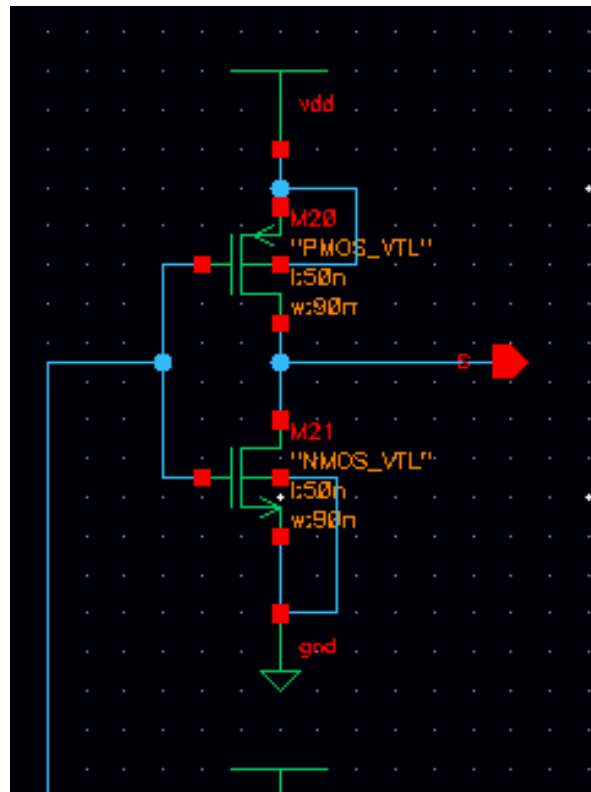 vdd
M20
"PMOS_VTL"
l:50n
w:90n
S
M21
"NMOS_VTL"
l:50n
w:90n
gnd